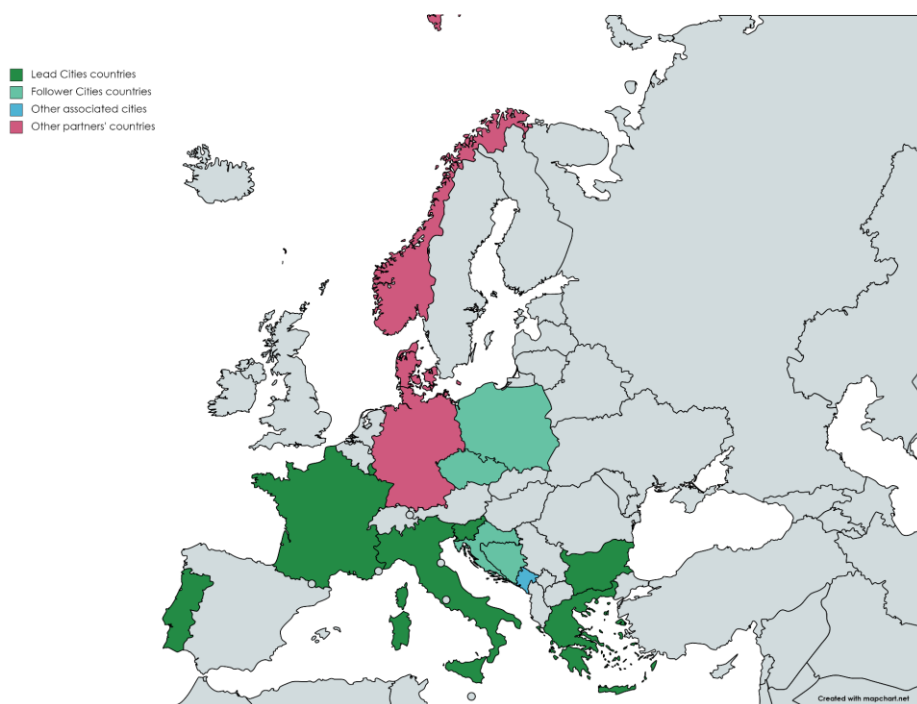 Lead Cities countries
Follower Cities countries
Other associated cities
Other partners' countries
Created with mapchart.net